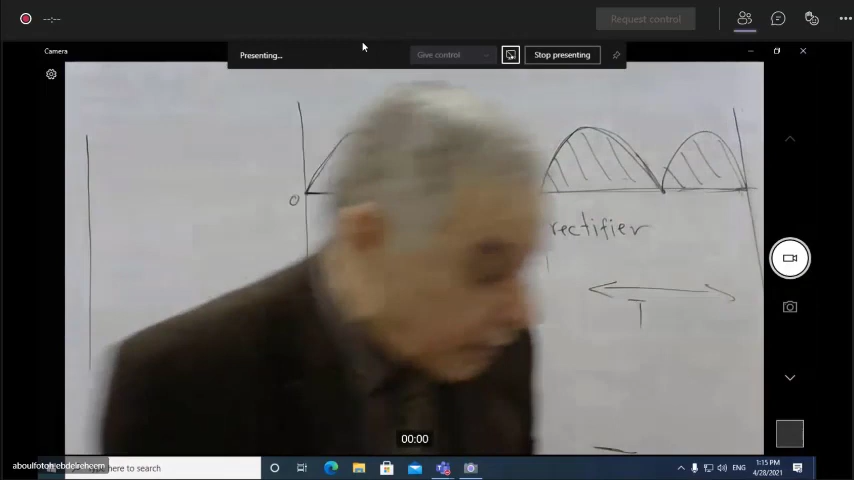 --:--
Request control
Camera
Presenting...
Give control
Stop presenting
0
rectifier
T
00:00
aboulfotoh ebdelreheem
here to search
ENG
1:15 PM
4/28/2021